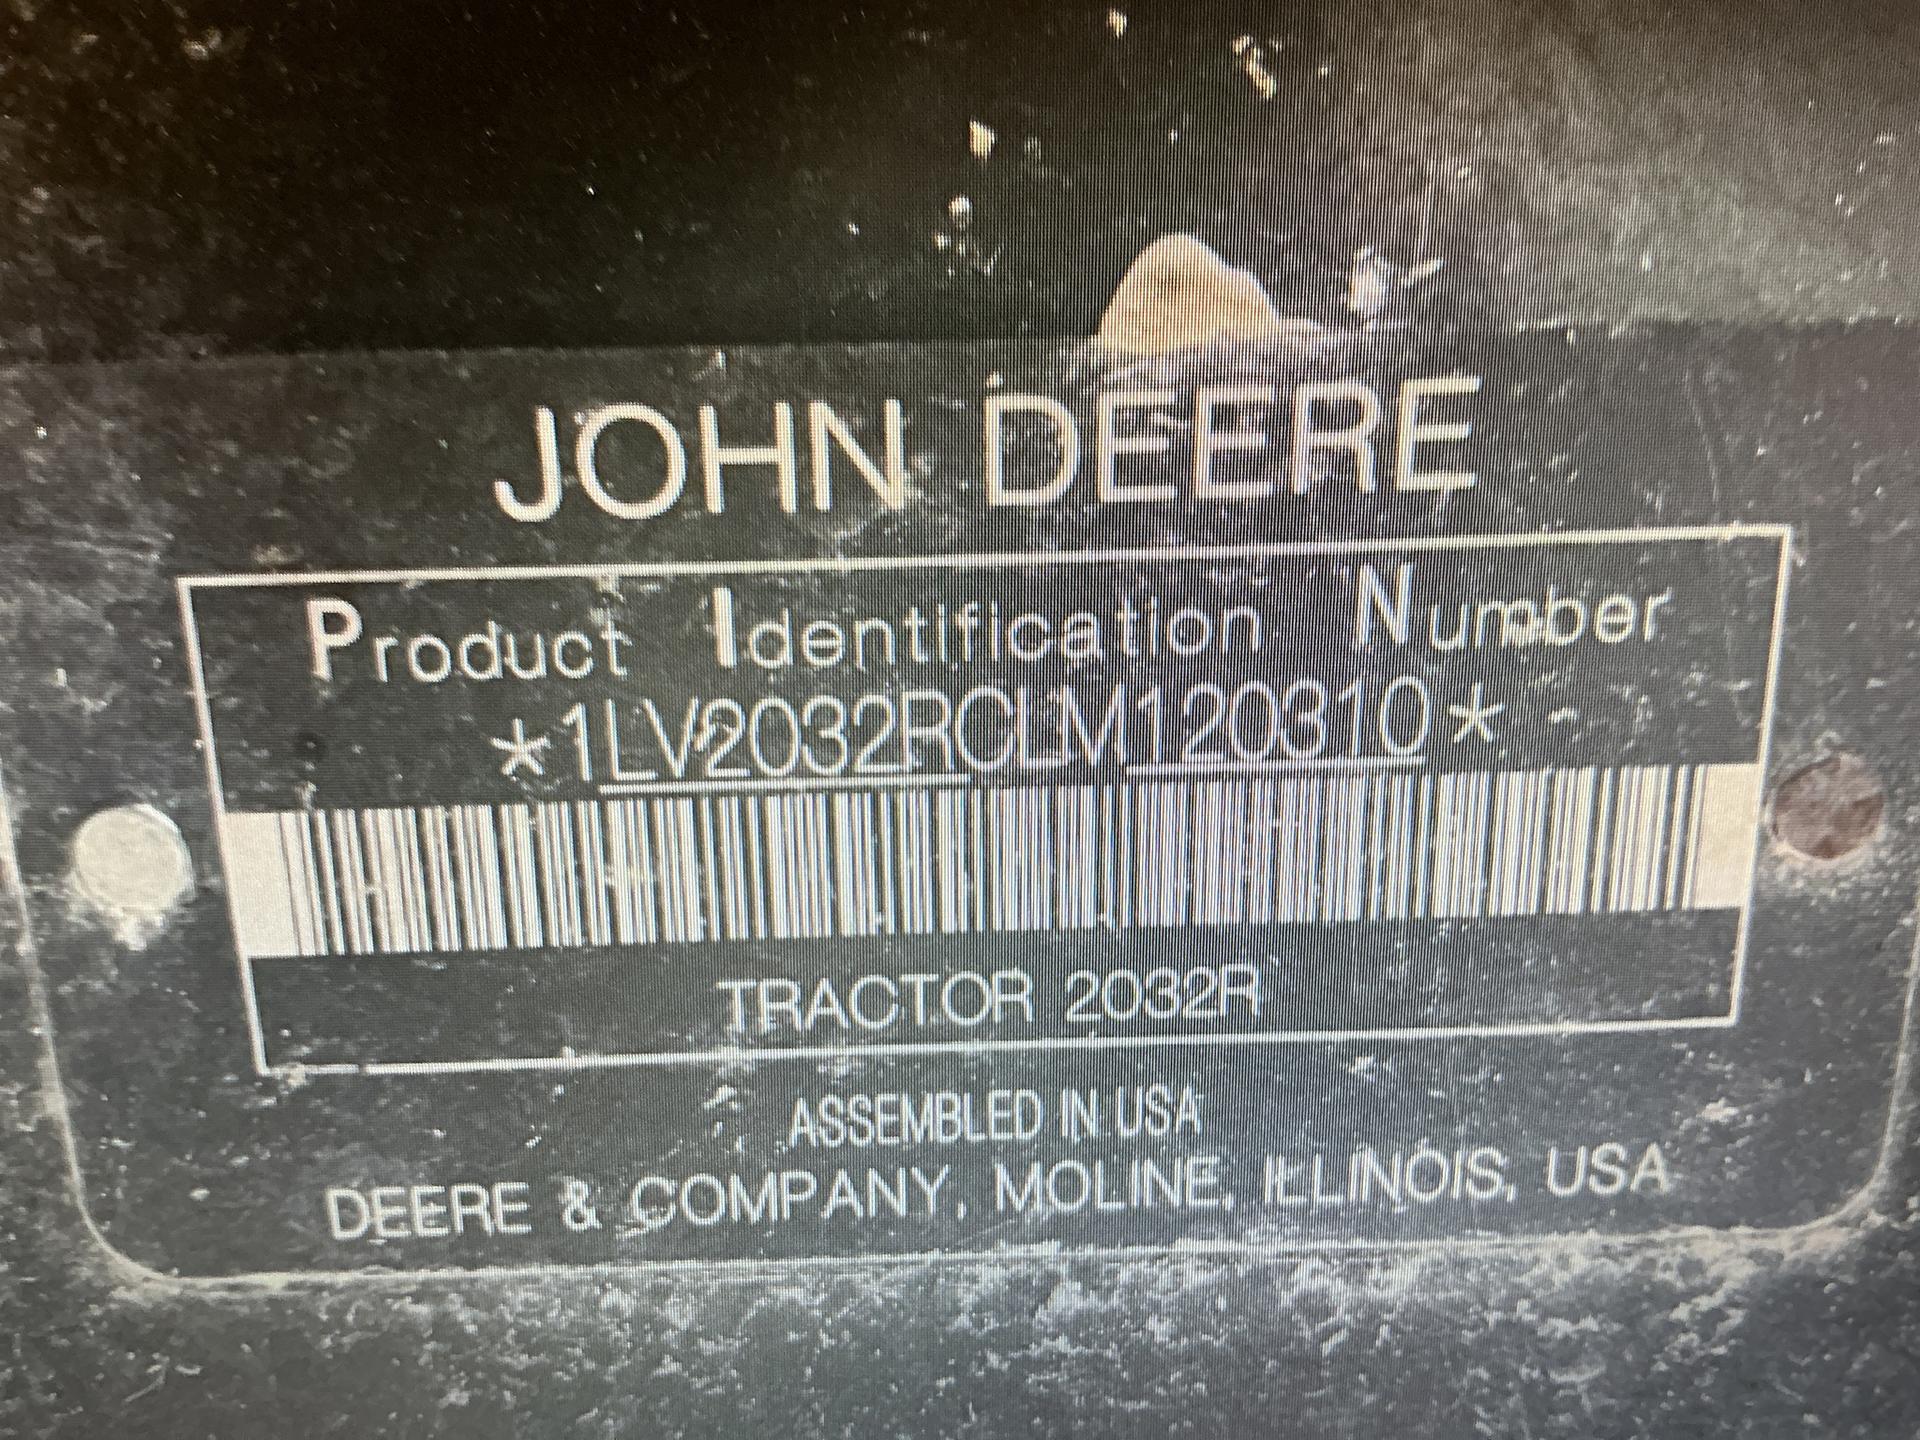 JOHN DEERE
Product Identification Number
*1LV2032RCLM120310*
TRACTOR 2032R
ASSEMBLED IN USA
DEERE & COMPANY, MOLINE, ILLINOIS, USA